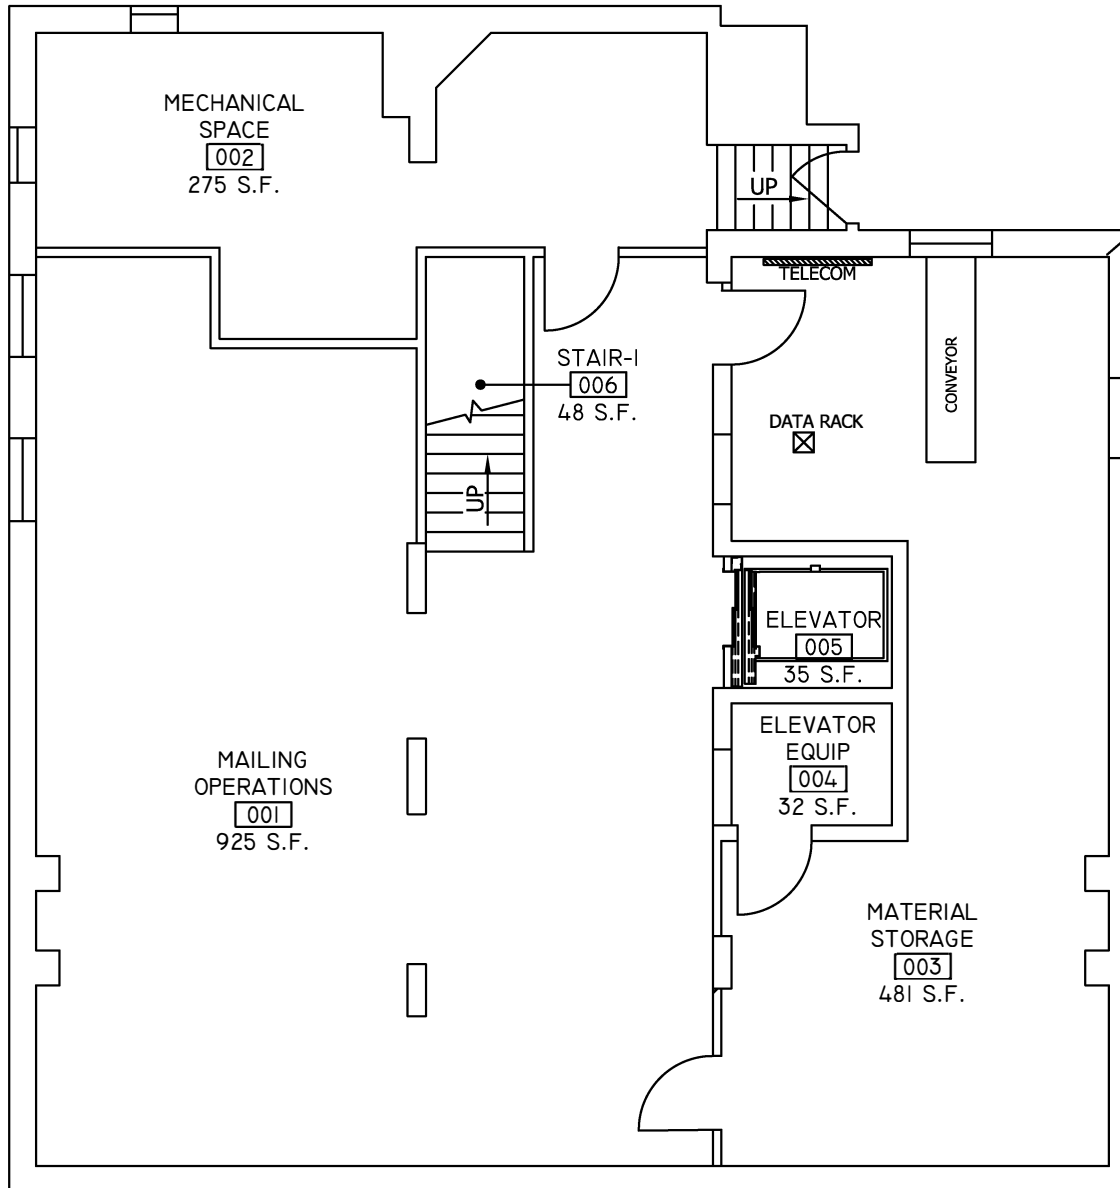 MECHANICAL
SPACE
002
275 S.F.
UP
TELECOM
STAIR-1
006
48 S.F.
CONVEYOR
DATA RACK
UP
ELEVATOR
005
35 S.F.
ELEVATOR
EQUIP
004
32 S.F.
MAILING
OPERATIONS
001
925 S.F.
MATERIAL
STORAGE
003
481 S.F.